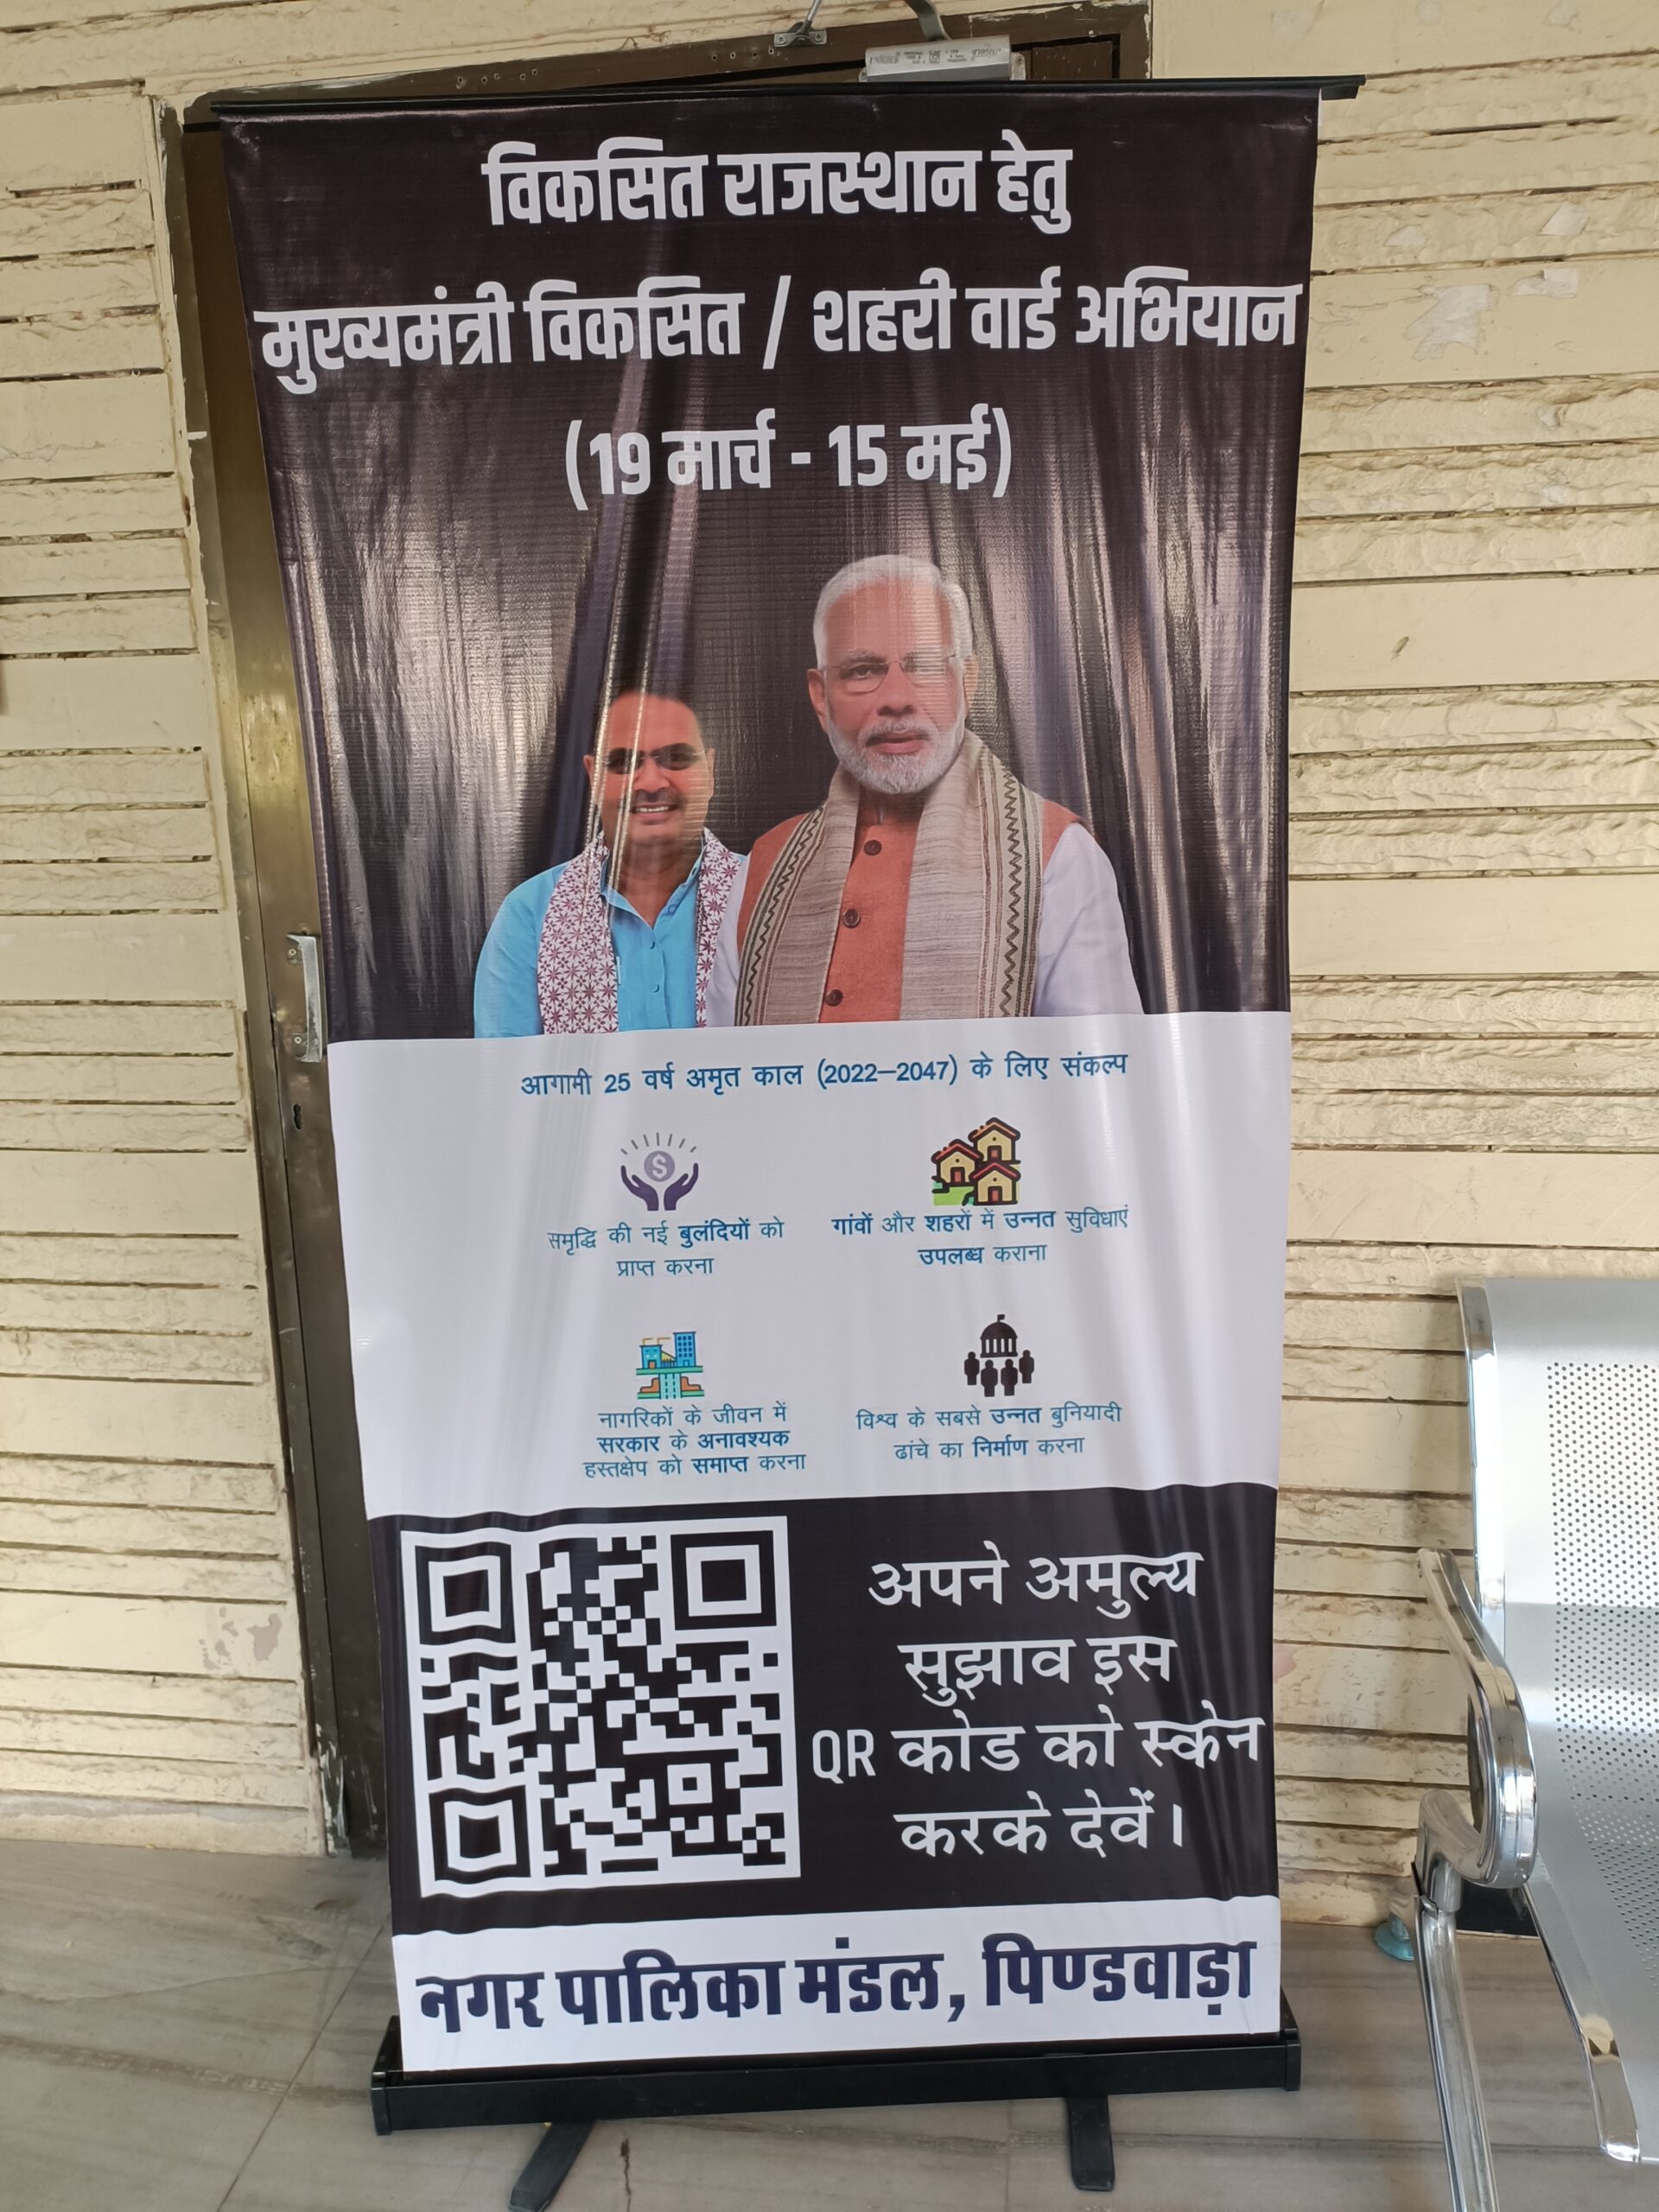 विकसित राजस्थान हेतु
मुख्यमंत्री विकसित / शहरी वार्ड अभियान
(19 मार्च - 15 मई)
आगामी 25 वर्ष अमृत काल (2022-2047) के लिए संकल्प
समृद्धि की नई बुलंदियों को
प्राप्त करना
गांवों और शहरों में उन्नत सुविधाएं
उपलब्ध कराना
नागरिकों के जीवन में
सरकार के अनावश्यक
हस्तक्षेप को समाप्त करना
विश्व के सबसे उन्नत बुनियादी
ढांचे का निर्माण करना
अपने अमुल्य
सुझाव इस
QR कोड को स्केन
करके देवें।
नगर पालिका मंडल, पिण्डवाड़ा